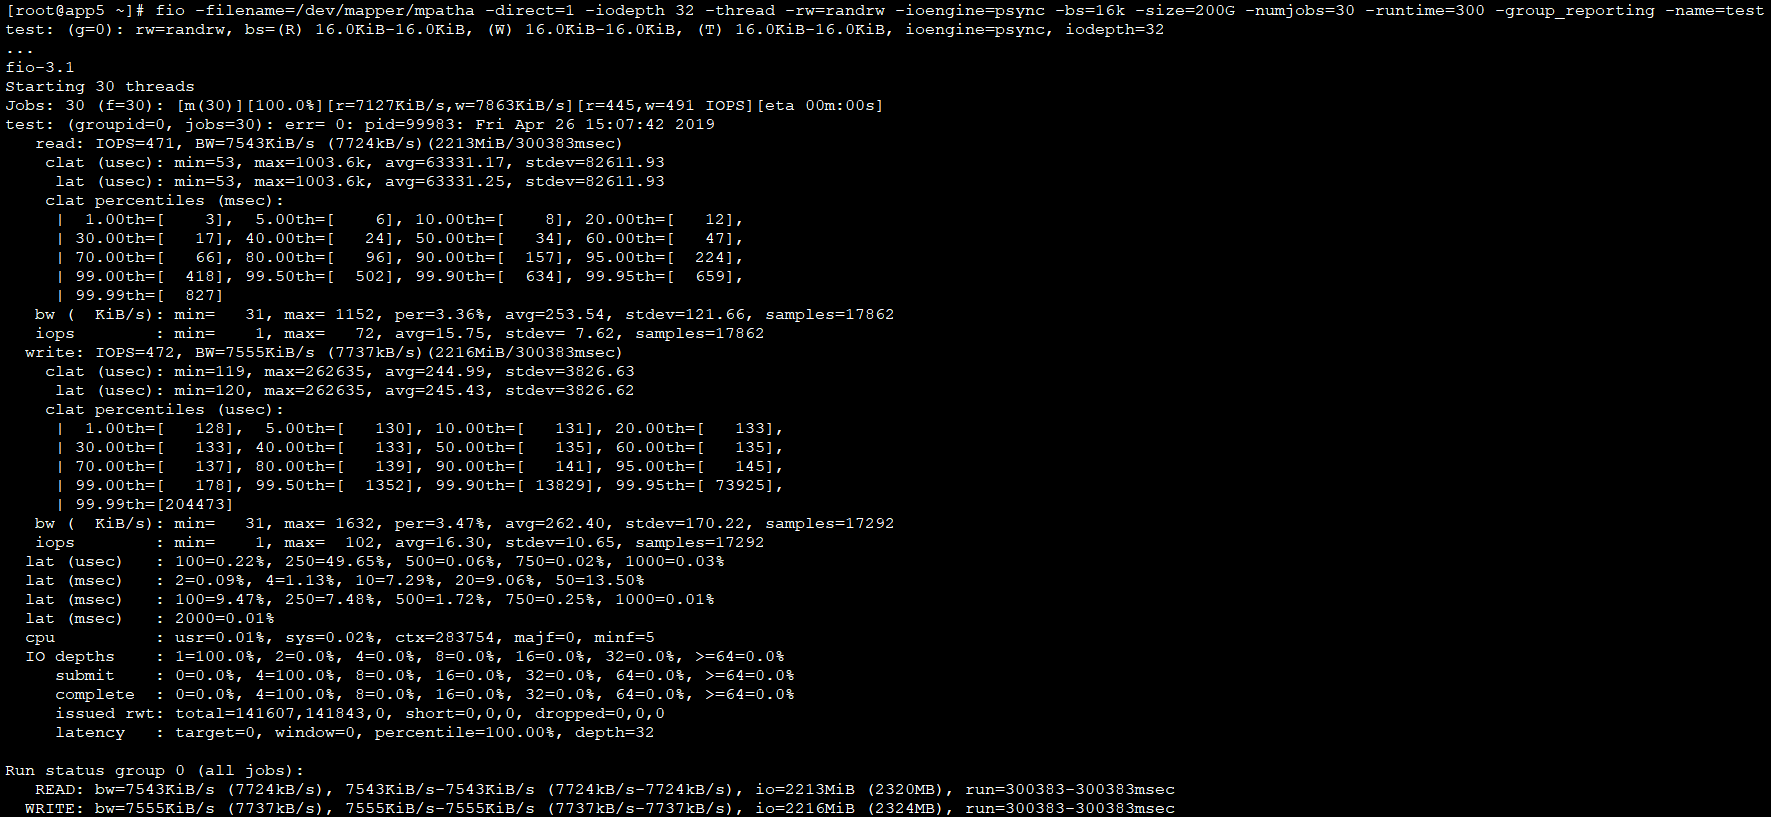 [root@app5 ~]# fio -filename=/dev/mapper/mpatha -direct=1 -iodepth 32 -thread -rw=randrw -ioengine=psync -bs=16k -size=200G -numjobs=30 -runtime=300 -group_reporting -name=test
test: (g=0): rw=randrw, bs=(R) 16.0KiB-16.0KiB, (W) 16.0KiB-16.0KiB, (T) 16.0KiB-16.0KiB, ioengine=psync, iodepth=32
...
fio-3.1
Starting 30 threads
Jobs: 30 (f=30): [m(30)][100.0%][r=7127KiB/s,w=7863KiB/s][r=445,w=491 IOPS][eta 00m:00s]
test: (groupid=0, jobs=30): err= 0: pid=99983: Fri Apr 26 15:07:42 2019
   read: IOPS=471, BW=7543KiB/s (7724kB/s)(2213MiB/300383msec)
    clat (usec): min=53, max=1003.6k, avg=63331.17, stdev=82611.93
     lat (usec): min=53, max=1003.6k, avg=63331.25, stdev=82611.93
    clat percentiles (msec):
     |  1.00th=[    3],  5.00th=[    6], 10.00th=[    8], 20.00th=[   12],
     | 30.00th=[   17], 40.00th=[   24], 50.00th=[   34], 60.00th=[   47],
     | 70.00th=[   66], 80.00th=[   96], 90.00th=[  157], 95.00th=[  224],
     | 99.00th=[  418], 99.50th=[  502], 99.90th=[  634], 99.95th=[  659],
     | 99.99th=[  827]
   bw (  KiB/s): min=   31, max= 1152, per=3.36%, avg=253.54, stdev=121.66, samples=17862
   iops        : min=    1, max=   72, avg=15.75, stdev= 7.62, samples=17862
  write: IOPS=472, BW=7555KiB/s (7737kB/s)(2216MiB/300383msec)
    clat (usec): min=119, max=262635, avg=244.99, stdev=3826.63
     lat (usec): min=120, max=262635, avg=245.43, stdev=3826.62
    clat percentiles (usec):
     |  1.00th=[   128],  5.00th=[   130], 10.00th=[   131], 20.00th=[   133],
     | 30.00th=[   133], 40.00th=[   133], 50.00th=[   135], 60.00th=[   135],
     | 70.00th=[   137], 80.00th=[   139], 90.00th=[   141], 95.00th=[   145],
     | 99.00th=[   178], 99.50th=[  1352], 99.90th=[ 13829], 99.95th=[ 73925],
     | 99.99th=[204473]
   bw (  KiB/s): min=   31, max= 1632, per=3.47%, avg=262.40, stdev=170.22, samples=17292
   iops        : min=    1, max=  102, avg=16.30, stdev=10.65, samples=17292
  lat (usec)   : 100=0.22%, 250=49.65%, 500=0.06%, 750=0.02%, 1000=0.03%
  lat (msec)   : 2=0.09%, 4=1.13%, 10=7.29%, 20=9.06%, 50=13.50%
  lat (msec)   : 100=9.47%, 250=7.48%, 500=1.72%, 750=0.25%, 1000=0.01%
  lat (msec)   : 2000=0.01%
  cpu          : usr=0.01%, sys=0.02%, ctx=283754, majf=0, minf=5
  IO depths    : 1=100.0%, 2=0.0%, 4=0.0%, 8=0.0%, 16=0.0%, 32=0.0%, >=64=0.0%
     submit    : 0=0.0%, 4=100.0%, 8=0.0%, 16=0.0%, 32=0.0%, 64=0.0%, >=64=0.0%
     complete  : 0=0.0%, 4=100.0%, 8=0.0%, 16=0.0%, 32=0.0%, 64=0.0%, >=64=0.0%
     issued rwt: total=141607,141843,0, short=0,0,0, dropped=0,0,0
     latency   : target=0, window=0, percentile=100.00%, depth=32
Run status group 0 (all jobs):
   READ: bw=7543KiB/s (7724kB/s), 7543KiB/s-7543KiB/s (7724kB/s-7724kB/s), io=2213MiB (2320MB), run=300383-300383msec
  WRITE: bw=7555KiB/s (7737kB/s), 7555KiB/s-7555KiB/s (7737kB/s-7737kB/s), io=2216MiB (2324MB), run=300383-300383msec